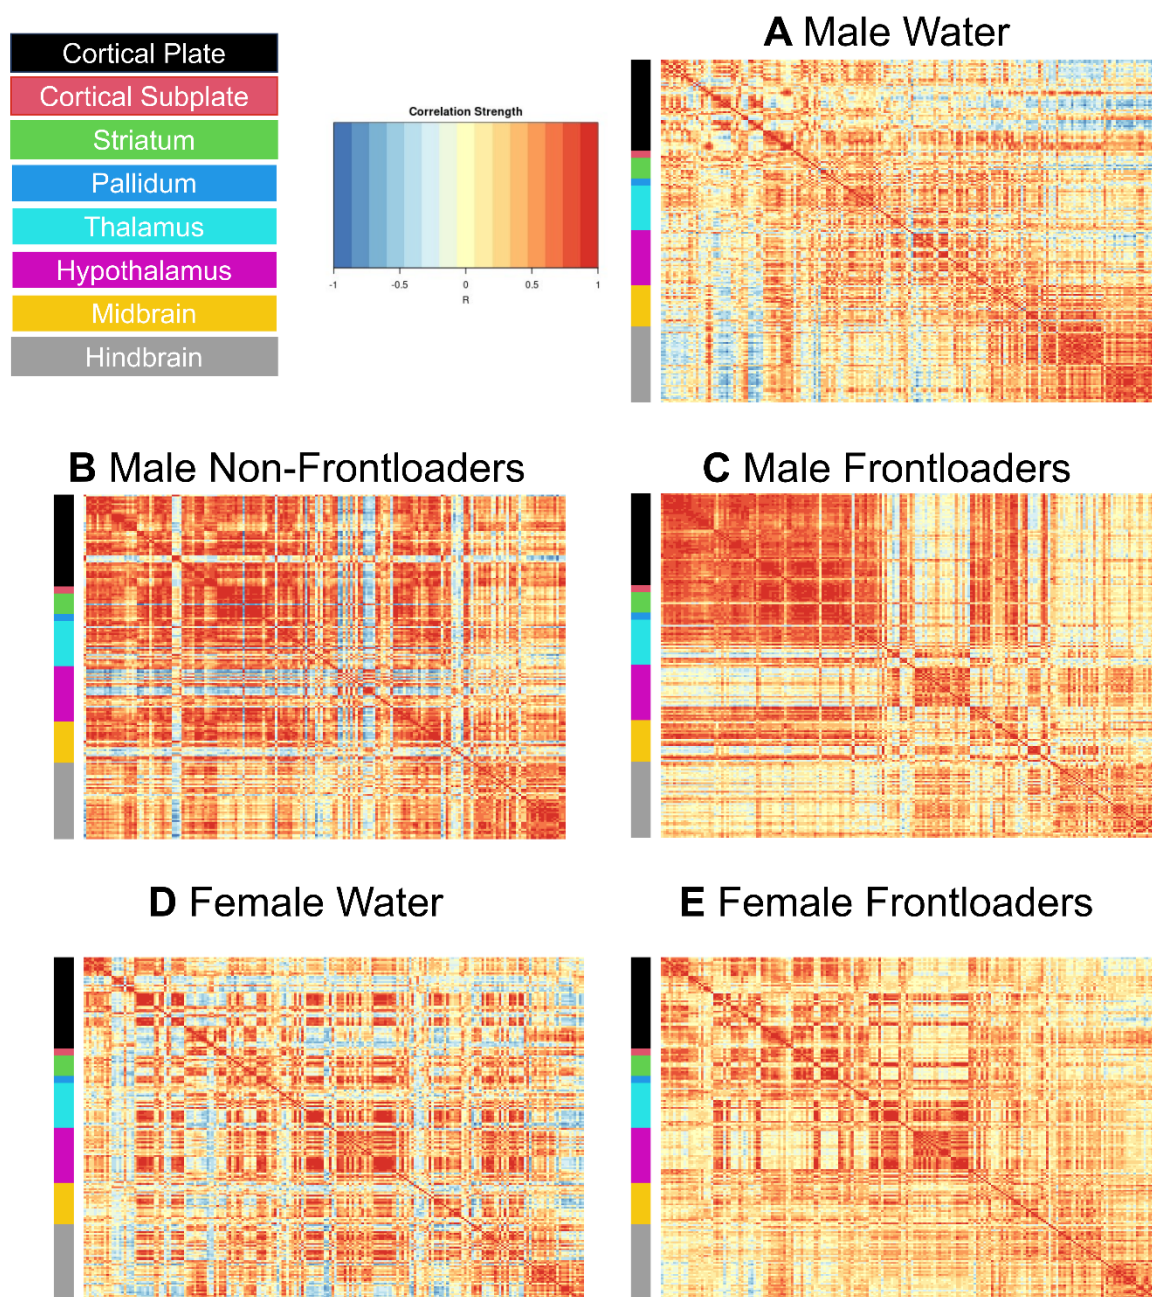 A Male Water
Cortical Plate
Cortical Subplate
Striatum
Pallidum
Thalamus
Hypothalamus
Midbrain
Hindbrain
Correlation Strength
-1 -0.5 0 0.5 1
R
B Male Non-Frontloaders
C Male Frontloaders
D Female Water
E Female Frontloaders